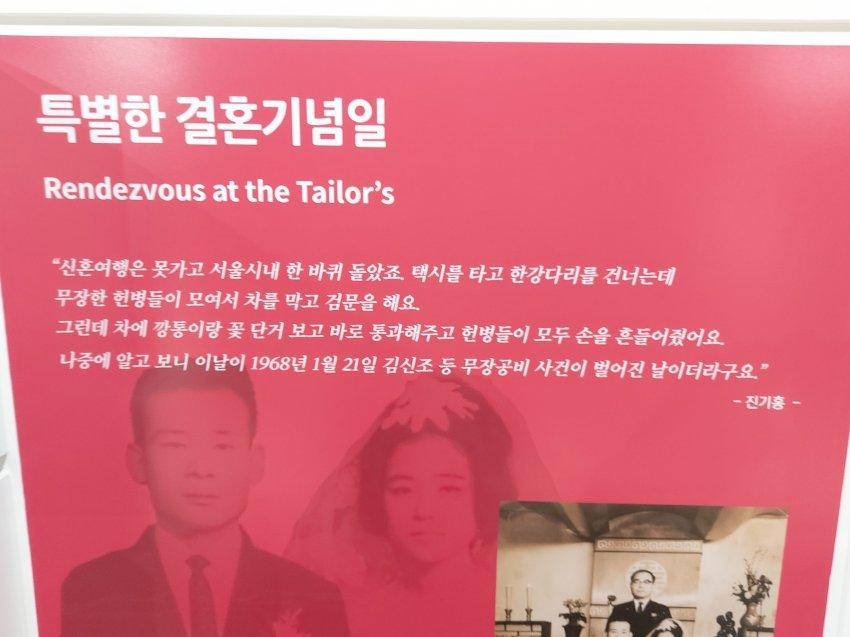 특별한 결혼기념일
Rendezvous at the Tailor's
“신혼여행은 못가고 서울시내 한 바퀴 돌았죠. 택시를 타고 한강다리를 건너는데
무장한 헌병들이 모여서 차를 막고 검문을 해요.
그런데 차에 깡통이랑 꽃 단거 보고 바로 통과해주고 헌병들이 모두 손을 흔들어줬어요.
나중에 알고 보니 이날이 1968년 1월 21일 김신조 등 무장공비 사건이 벌어진 날이더라구요.”
- 진기홍 -